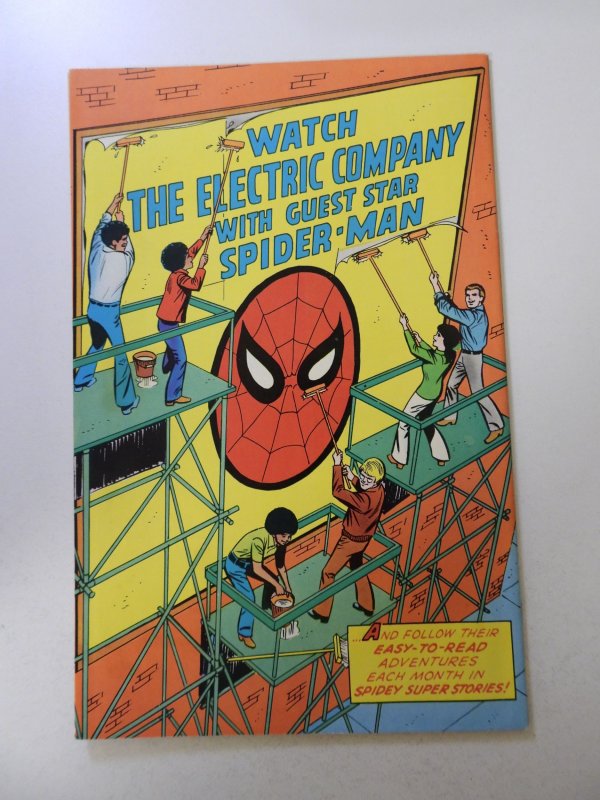 WATCH
THE ELECTRIC COMPANY
WITH GUEST STAR
SPIDER-MAN
...AND FOLLOW THEIR
EASY-TO-READ
ADVENTURES
EACH MONTH IN
SPIDEY SUPER STORIES!